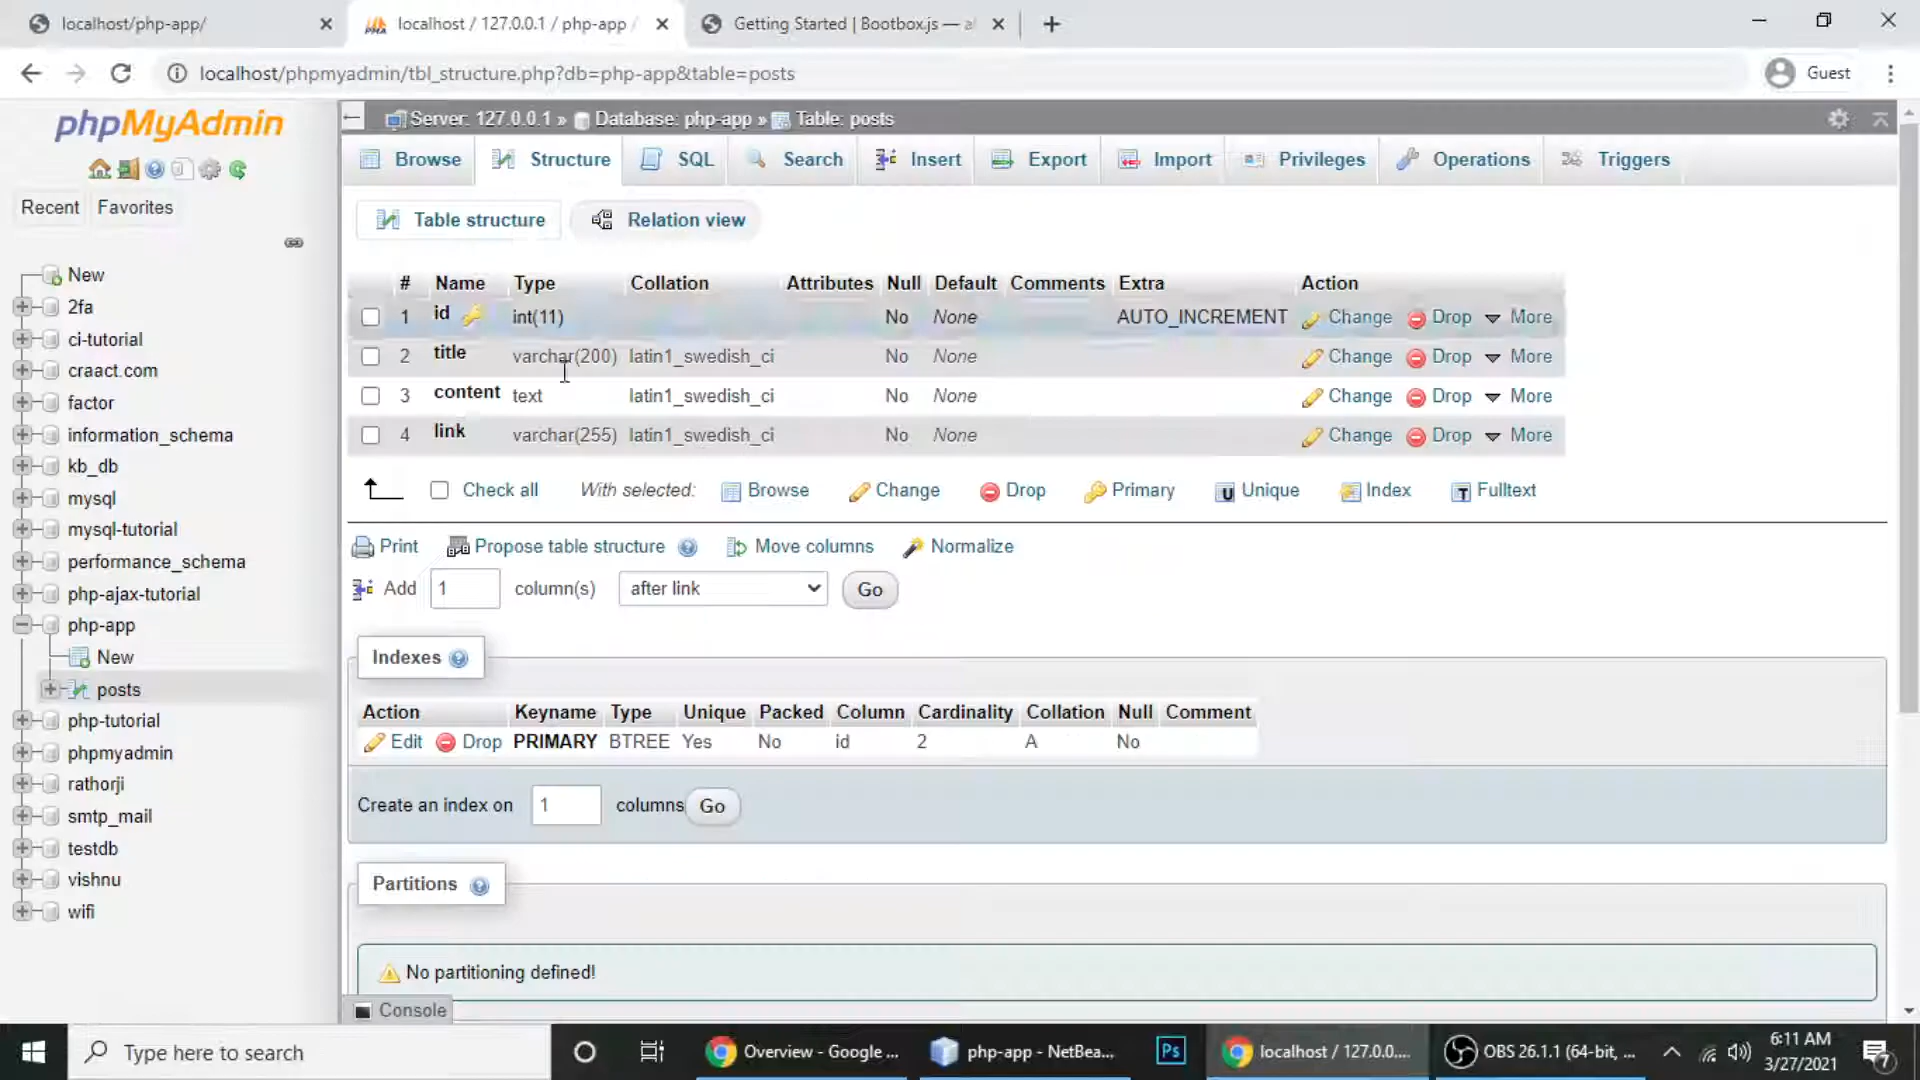 localhost/php-app/
localhost / 127.0.0.1 / php-app /
Getting Started | Bootbox.js — al
localhost/phpmyadmin/tbl_structure.php?db=php-app&table=posts
Guest
phpMyAdmin
Recent
Favorites
New
2fa
ci-tutorial
craact.com
factor
information_schema
kb_db
mysql
mysql-tutorial
performance_schema
php-ajax-tutorial
php-app
New
posts
php-tutorial
phpmyadmin
rathorji
smtp_mail
testdb
vishnu
wifi
Server: 127.0.0.1 » Database: php-app » Table: posts
Browse Structure SQL Search Insert Export Import Privileges Operations Triggers
Table structure Relation view
# Name Type Collation Attributes Null Default Comments Extra Action
1 id int(11) No None AUTO_INCREMENT Change Drop More
2 title varchar(200) latin1_swedish_ci No None Change Drop More
3 content text latin1_swedish_ci No None Change Drop More
4 link varchar(255) latin1_swedish_ci No None Change Drop More
Check all With selected: Browse Change Drop Primary Unique Index Fulltext
Print Propose table structure Move columns Normalize
Add 1 column(s) after link Go
Indexes
Action Keyname Type Unique Packed Column Cardinality Collation Null Comment
Edit Drop PRIMARY BTREE Yes No id 2 A No
Create an index on 1 columns Go
Partitions
No partitioning defined!
Console
Type here to search
Overview - Google ...
php-app - NetBea...
Ps
localhost / 127.0.0....
OBS 26.1.1 (64-bit, ...
6:11 AM
3/27/2021
7